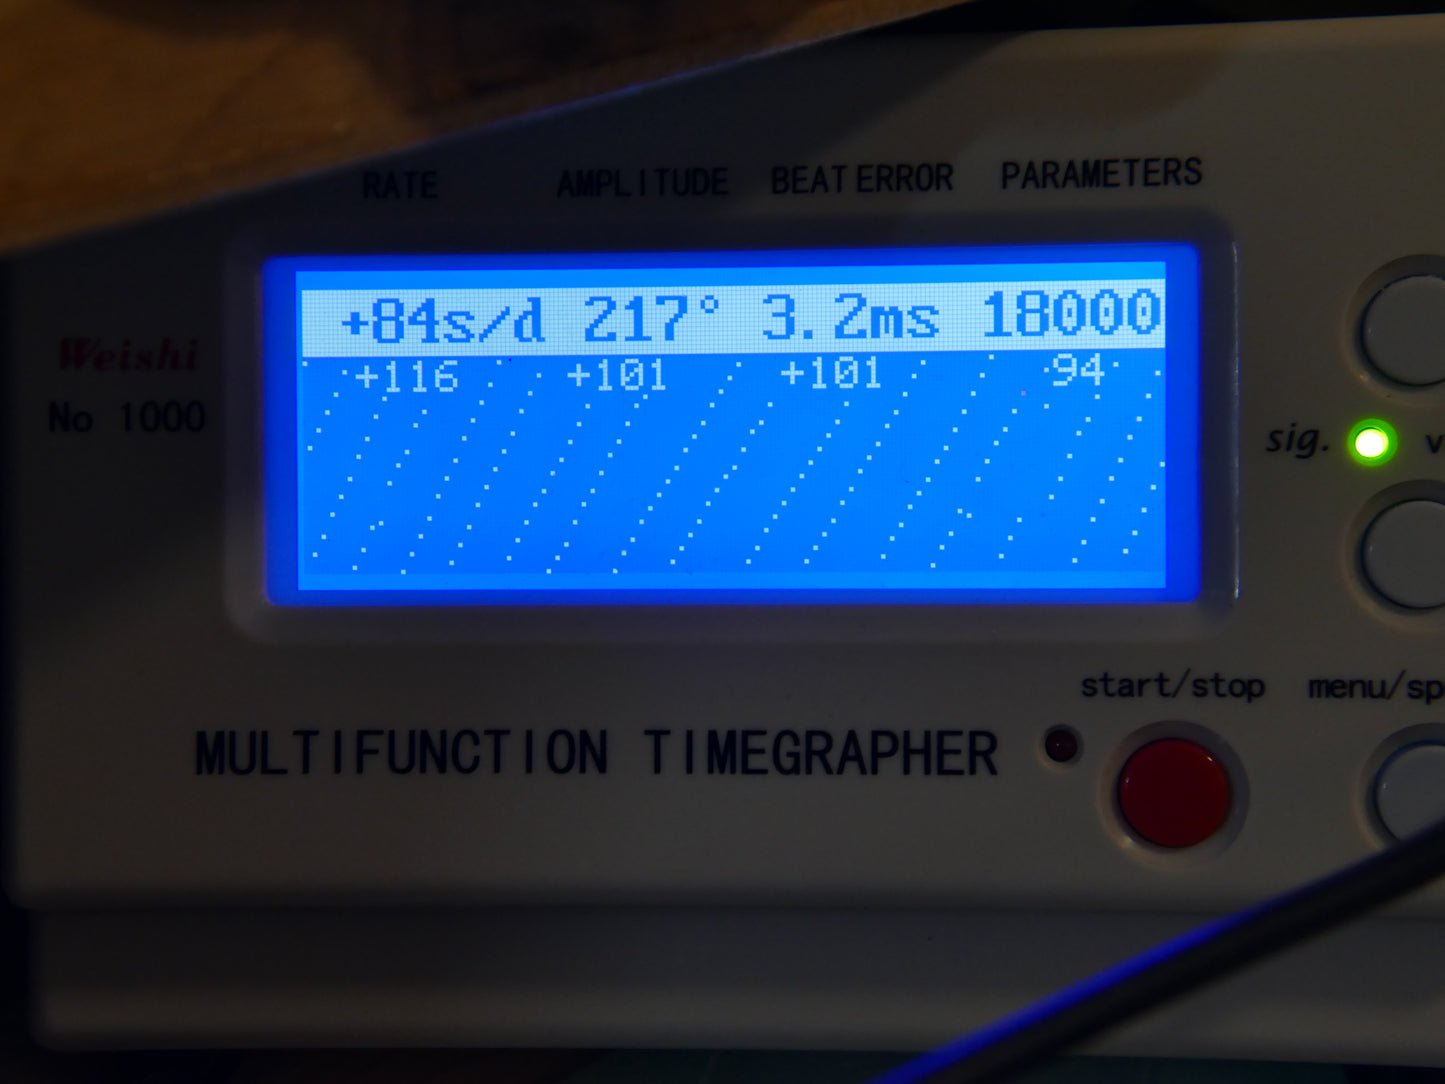 RATE AMPLITUDE BEAT ERROR PARAMETERS
+84s/d 217° 3.2ms 18000
+116 +101 +101 94
Weishi
No 1000
sig.
start/stop
MULTIFUNCTION TIMEGRAPHER